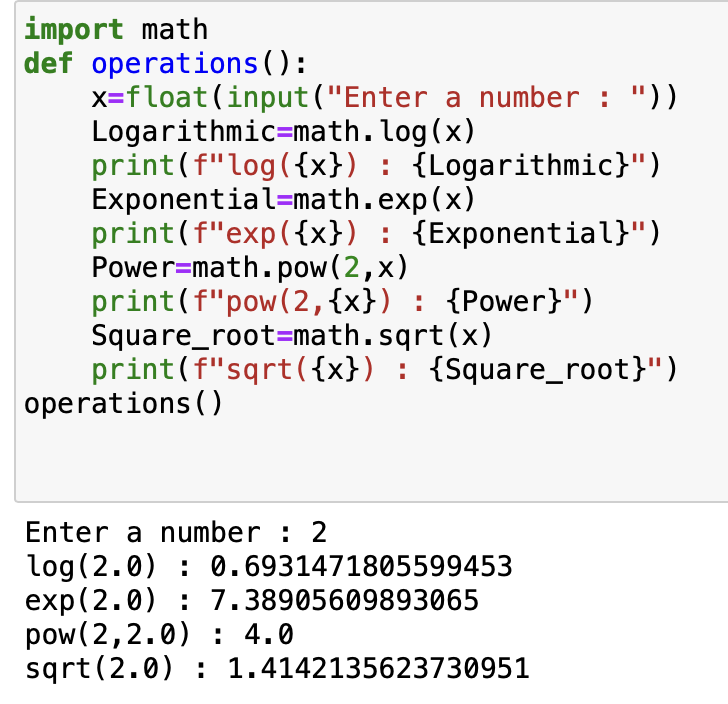 import math
def operations():
    x=float(input("Enter a number : "))
    Logarithmic=math.log(x)
    print(f"log({x}) : {Logarithmic}")
    Exponential=math.exp(x)
    print(f"exp({x}) : {Exponential}")
    Power=math.pow(2,x)
    print(f"pow(2,{x}) : {Power}")
    Square_root=math.sqrt(x)
    print(f"sqrt({x}) : {Square_root}")
operations()
Enter a number : 2
log(2.0) : 0.6931471805599453
exp(2.0) : 7.38905609893065
pow(2,2.0) : 4.0
sqrt(2.0) : 1.4142135623730951